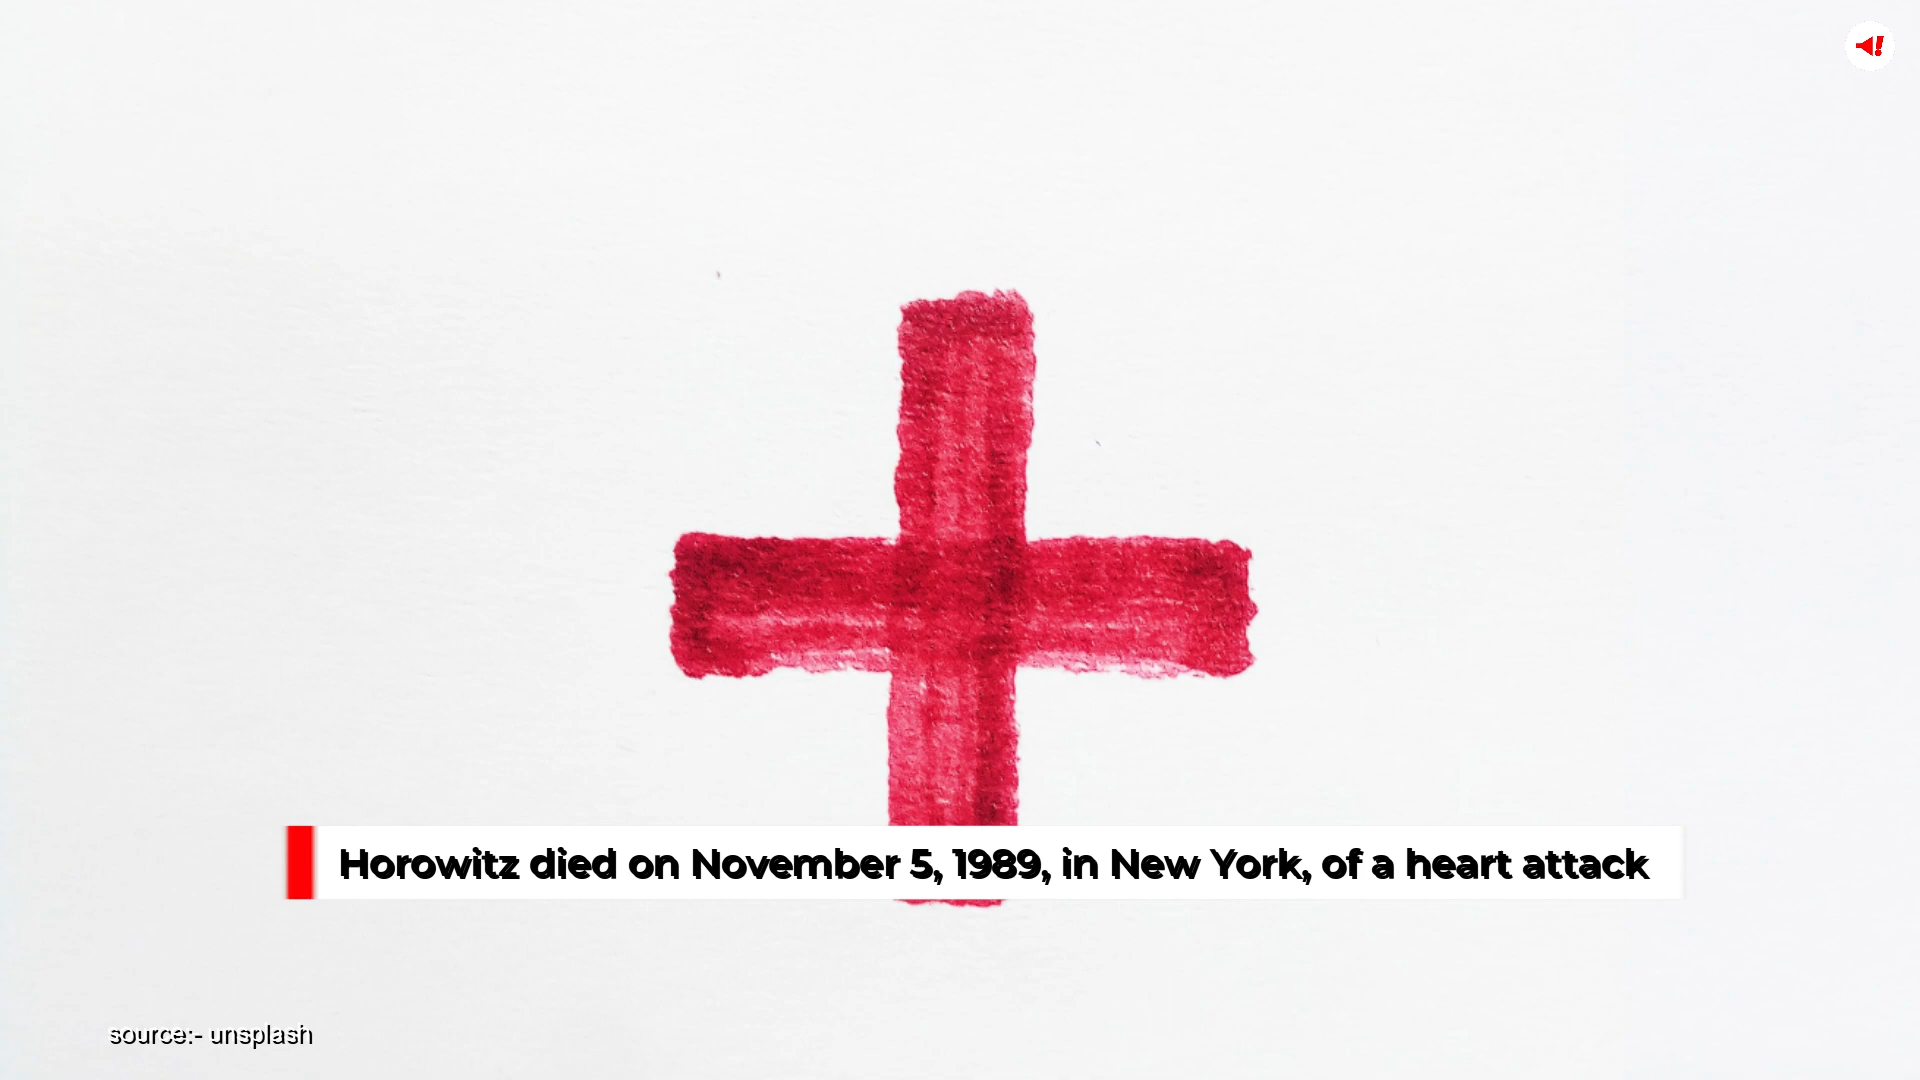 Horowitz died on November 5, 1989, in New York, of a heart attack
source:- unsplash